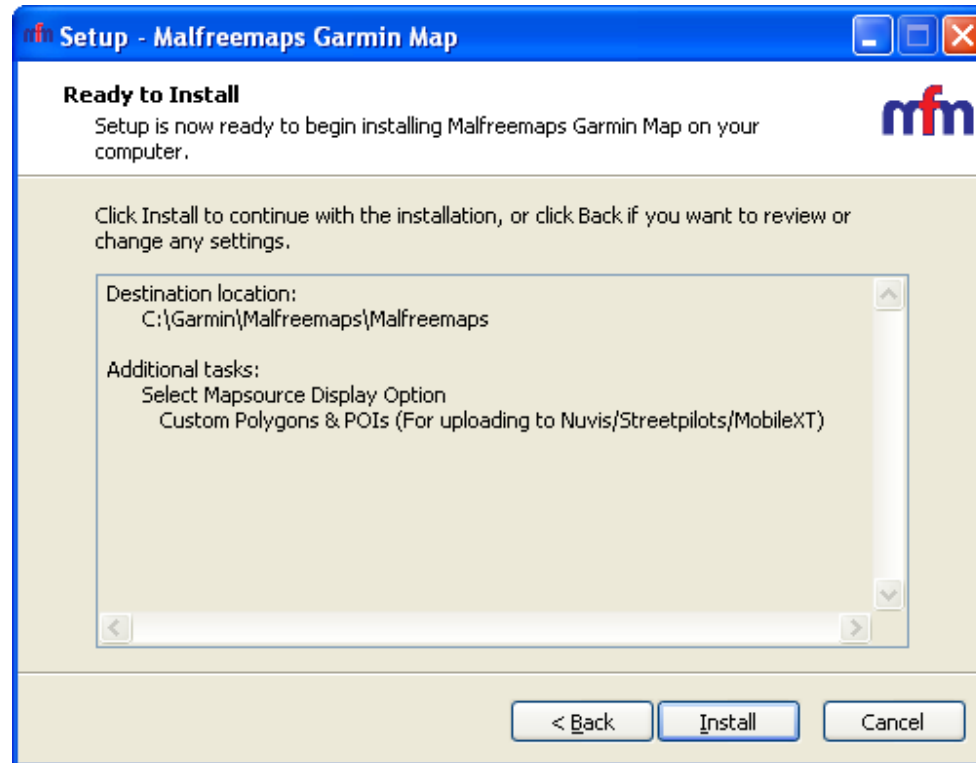 mfm Setup - Malfreemaps Garmin Map
Ready to Install
Setup is now ready to begin installing Malfreemaps Garmin Map on your
computer.
mfm
Click Install to continue with the installation, or click Back if you want to review or
change any settings.
Destination location:
C:\Garmin\Malfreemaps\Malfreemaps
Additional tasks:
Select Mapsource Display Option
Custom Polygons & POIs (For uploading to Nuvis/Streetpilots/MobileXT)
< Back
Install
Cancel